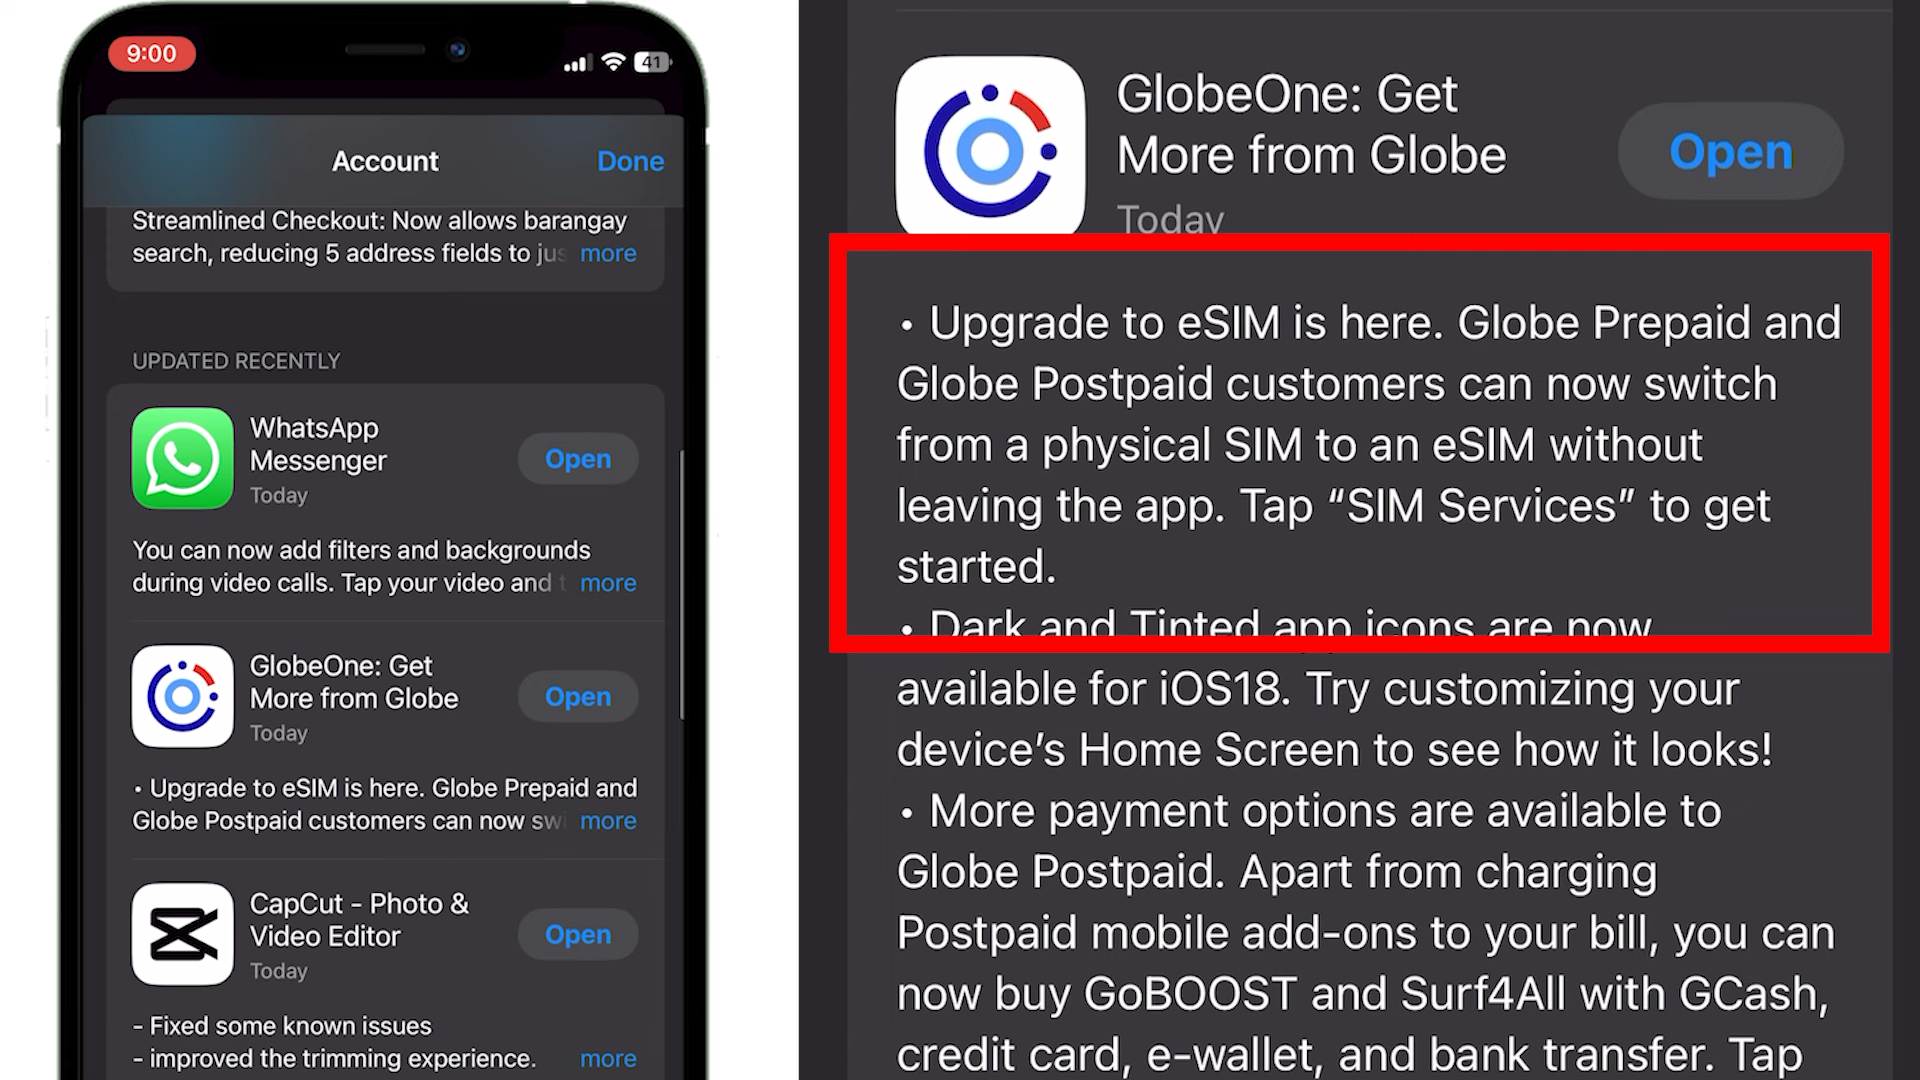 9:00
41
Account
Done
Streamlined Checkout: Now allows barangay
search, reducing 5 address fields to jus more
UPDATED RECENTLY
WhatsApp
Messenger
Today
Open
You can now add filters and backgrounds
during video calls. Tap your video and t more
GlobeOne: Get
More from Globe
Today
Open
• Upgrade to eSIM is here. Globe Prepaid and
Globe Postpaid customers can now swi more
CapCut - Photo &
Video Editor
Today
Open
- Fixed some known issues
- improved the trimming experience. more
GlobeOne: Get
More from Globe
Today
Open
• Upgrade to eSIM is here. Globe Prepaid and
Globe Postpaid customers can now switch
from a physical SIM to an eSIM without
leaving the app. Tap “SIM Services” to get
started.
• Dark and Tinted app icons are now
available for iOS18. Try customizing your
device’s Home Screen to see how it looks!
• More payment options are available to
Globe Postpaid. Apart from charging
Postpaid mobile add-ons to your bill, you can
now buy GoBOOST and Surf4All with GCash,
credit card, e-wallet, and bank transfer. Tap